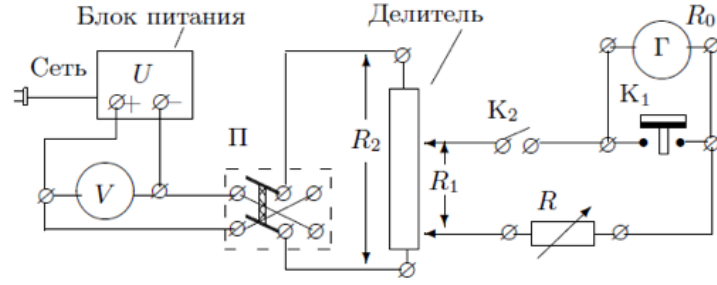 Блок питания
Делитель
Сеть
U
+
−
П
R₂
K₂
R₁
Г
R₀
K₁
V
R